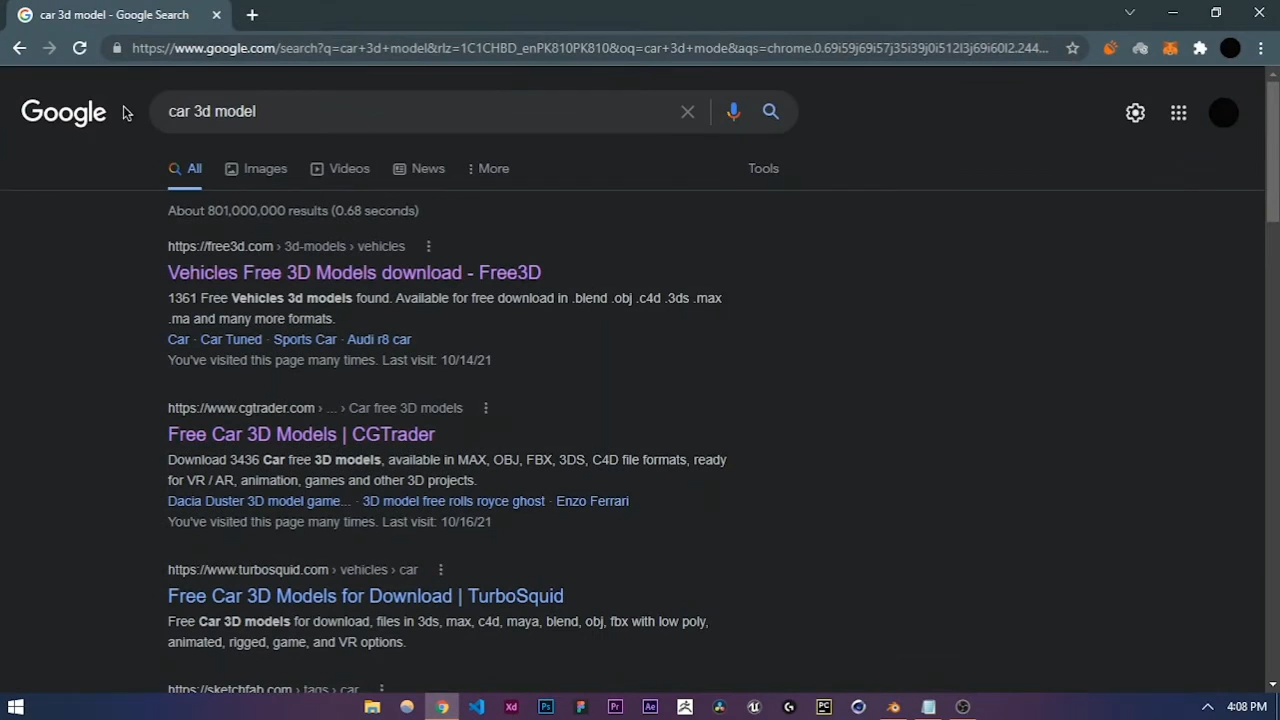 car 3d model - Google Search
https://www.google.com/search?q=car+3d+model&rlz=1C1CHBD_enPK810PK810&oq=car+3d+mode&aqs=chrome.0.69i59j69i57j35i39j0i512l3j69i60l2.244...
Google
car 3d model
All Images Videos News More Tools
About 801,000,000 results (0.68 seconds)
https://free3d.com › 3d-models › vehicles
Vehicles Free 3D Models download - Free3D
1361 Free Vehicles 3d models found. Available for free download in .blend .obj .c4d .3ds .max
.ma and many more formats.
Car · Car Tuned · Sports Car · Audi r8 car
You've visited this page many times. Last visit: 10/14/21
https://www.cgtrader.com › ... › Car free 3D models
Free Car 3D Models | CGTrader
Download 3436 Car free 3D models, available in MAX, OBJ, FBX, 3DS, C4D file formats, ready
for VR / AR, animation, games and other 3D projects.
Dacia Duster 3D model game... · 3D model free rolls royce ghost · Enzo Ferrari
You've visited this page many times. Last visit: 10/16/21
https://www.turbosquid.com › vehicles › car
Free Car 3D Models for Download | TurboSquid
Free Car 3D models for download, files in 3ds, max, c4d, maya, blend, obj, fbx with low poly,
animated, rigged, game, and VR options.
https://sketchfab.com › tags › car
Xd Ps Pr Ae PC 4:08 PM